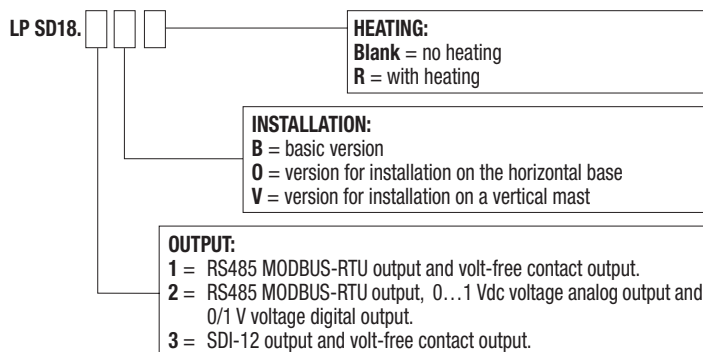 LP SD18.
HEATING:
Blank = no heating
R = with heating
INSTALLATION:
B = basic version
O = version for installation on the horizontal base
V = version for installation on a vertical mast
OUTPUT:
1 = RS485 MODBUS-RTU output and volt-free contact output.
2 = RS485 MODBUS-RTU output, 0…1 Vdc voltage analog output and
0/1 V voltage digital output.
3 = SDI-12 output and volt-free contact output.